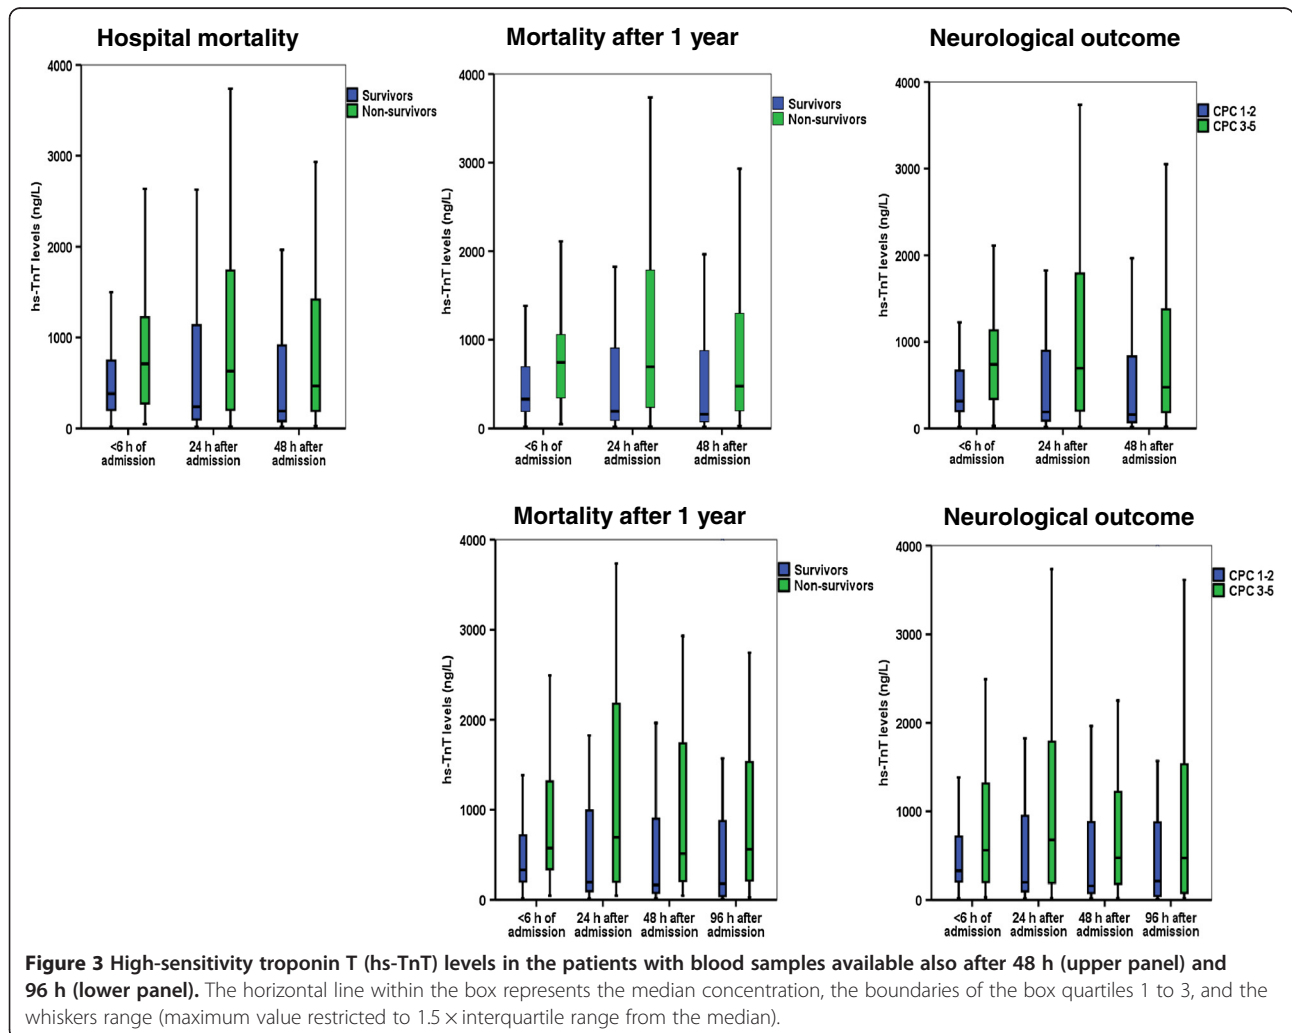 Hospital mortality
Mortality after 1 year
Neurological outcome
4000
3000
2000
1000
0
hs-TnT levels (ng/L)
<6 h of
admission
24 h after
admission
48 h after
admission
Survivors
Non-survivors
4000
3000
2000
1000
0
hs-TnT levels (ng/L)
<6 h of
admission
24 h after
admission
48 h after
admission
Survivors
Non-survivors
4000
3000
2000
1000
0
hs-TnT levels (ng/L)
<6 h of
admission
24 h after
admission
48 h after
admission
CPC 1-2
CPC 3-5
Mortality after 1 year
Neurological outcome
4000
3000
2000
1000
0
hs-TnT levels (ng/L)
<6 h of
admission
24 h after
admission
48 h after
admission
96 h after
admission
Survivors
Non-survivors
4000
3000
2000
1000
0
hs-TnT levels (ng/L)
<6 h of
admission
24 h after
admission
48 h after
admission
96 h after
admission
CPC 1-2
CPC 3-5
Figure 3 High-sensitivity troponin T (hs-TnT) levels in the patients with blood samples available also after 48 h (upper panel) and
96 h (lower panel). The horizontal line within the box represents the median concentration, the boundaries of the box quartiles 1 to 3, and the
whiskers range (maximum value restricted to 1.5 × interquartile range from the median).